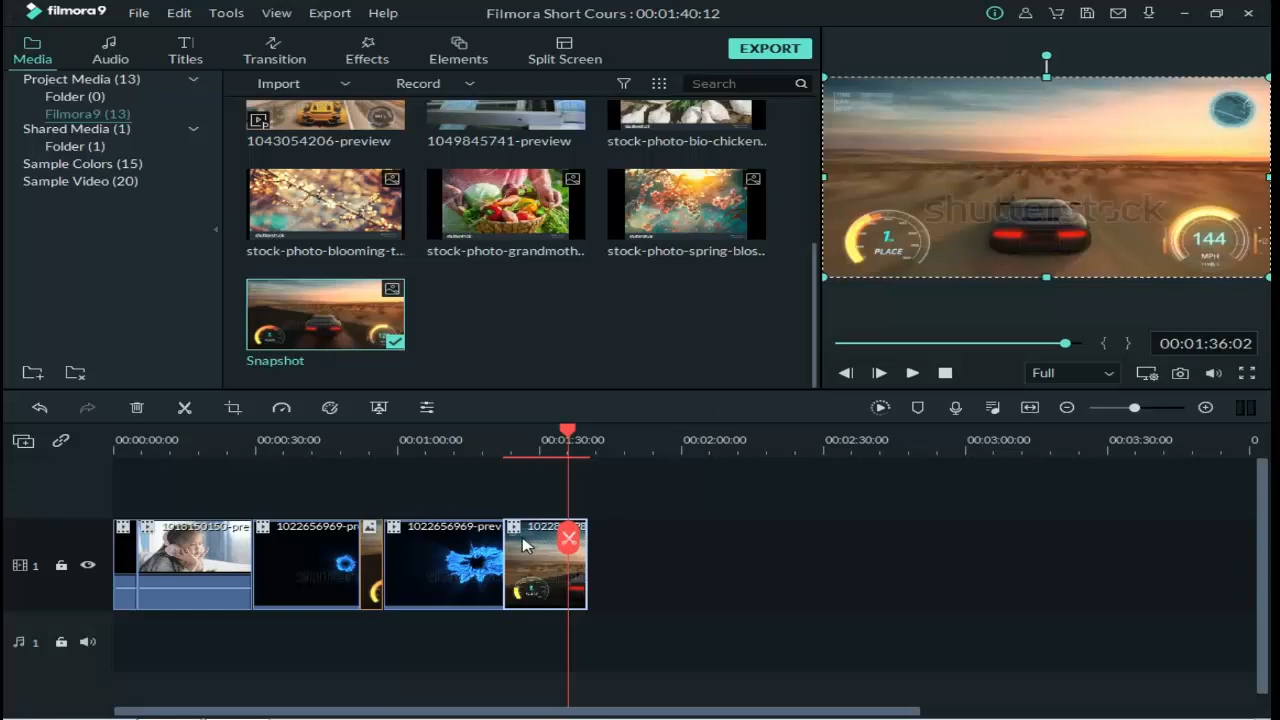 filmora9 File Edit Tools View Export Help Filmora Short Cours : 00:01:40:12
Media Audio Titles Transition Effects Elements Split Screen EXPORT
Project Media (13)
Folder (0)
Filmora9 (13)
Shared Media (1)
Folder (1)
Sample Colors (15)
Sample Video (20)
Import Record Search
1043054206-preview 1049845741-preview stock-photo-bio-chicken..
stock-photo-blooming-t... stock-photo-grandmoth.. stock-photo-spring-blos..
Snapshot
shutterstock
1 PLACE
144
MPH
00:01:36:02
Full
00:00:00:00 00:00:30:00 00:01:00:00 00:01:30:00 00:02:00:00 00:02:30:00 00:03:00:00 00:03:30:00 0
1018150150-pre 1022656969-pr 1022656969-prev
1
1